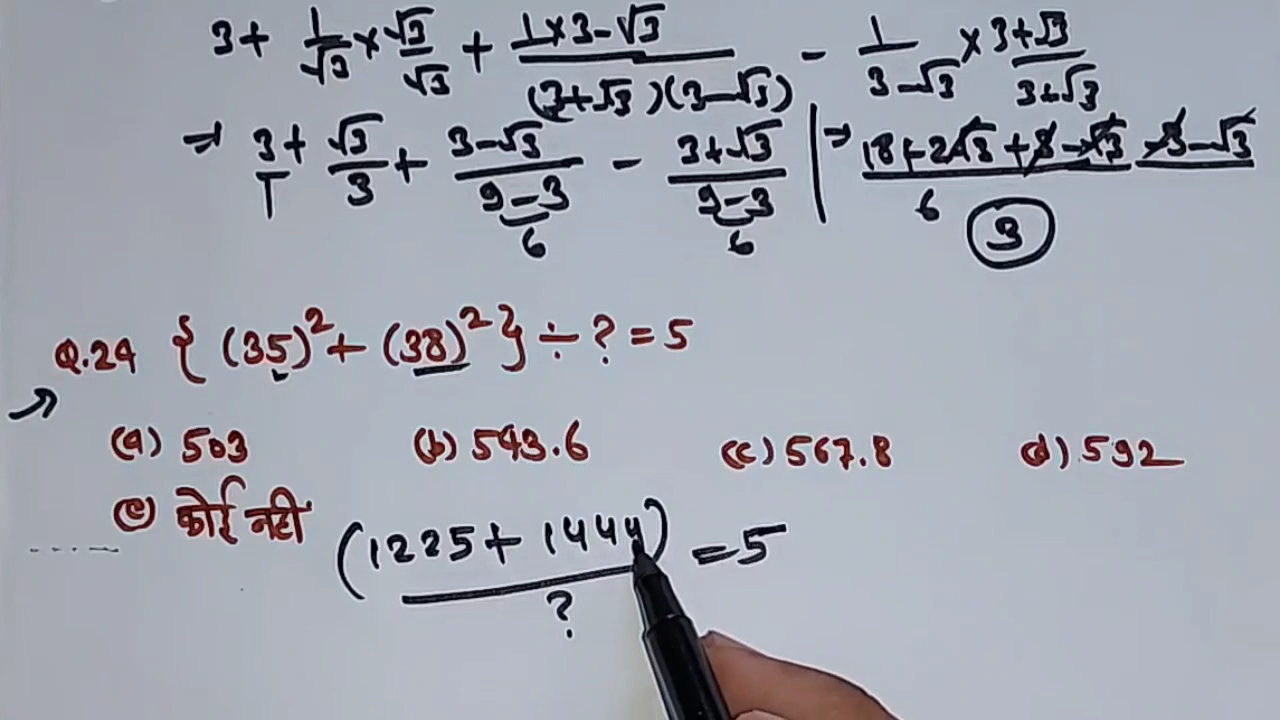 3 + 1/√3 × √3/√3 + 1×3-√3/(3+√3)(3-√3) - 1/3-√3 × 3+√3/3+√3
⇒ 3/1 + √3/3 + 3-√3/9-3 - 3+√3/9-3 | ⇒ 18+2√3+3-√3-3-√3/6
6 6 3
Q.24 {(35)² + (38)²} ÷ ? = 5
(a) 503 (b) 543.6 (c) 567.8 (d) 592
(e) कोई नही
(1225 + 1444)/? = 5